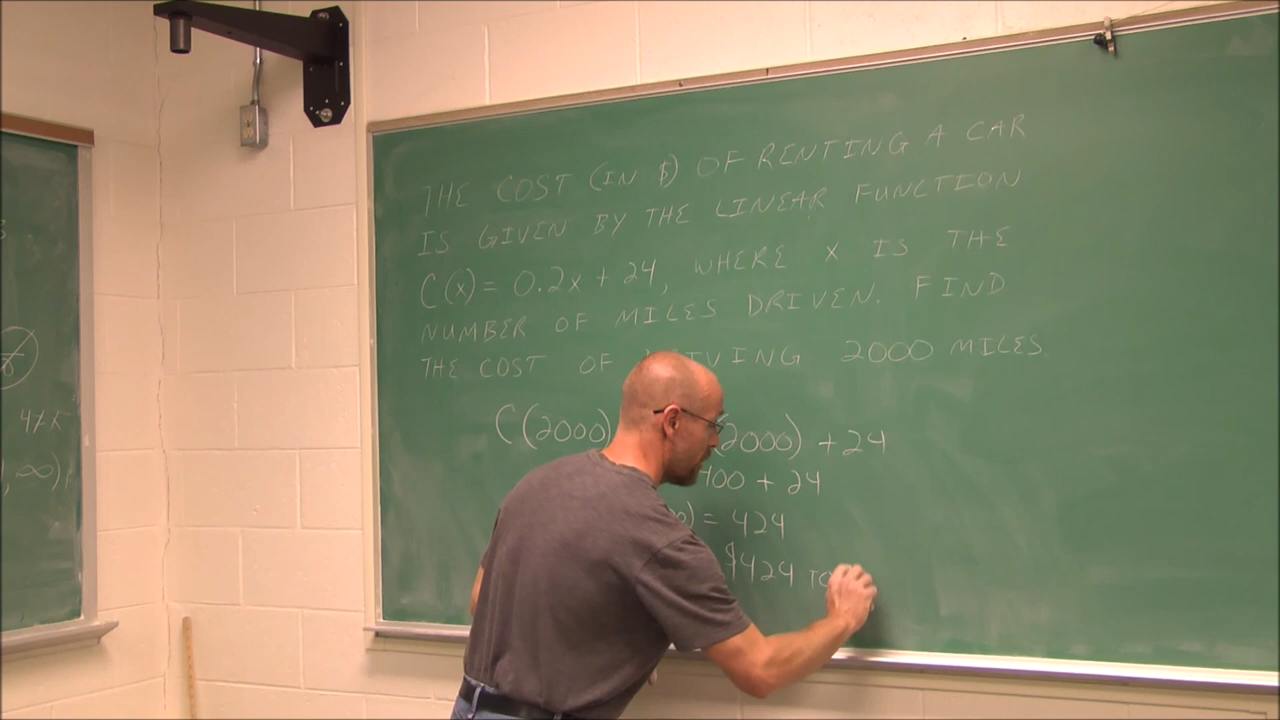 THE COST (IN $) OF RENTING A CAR
IS GIVEN BY THE LINEAR FUNCTION
C(x) = 0.2x + 24, WHERE x IS THE
NUMBER OF MILES DRIVEN. FIND
THE COST OF 2000 MILES.
C(2000) (2000) + 24
400 + 24
) = 424
$424 TO
, ∞)